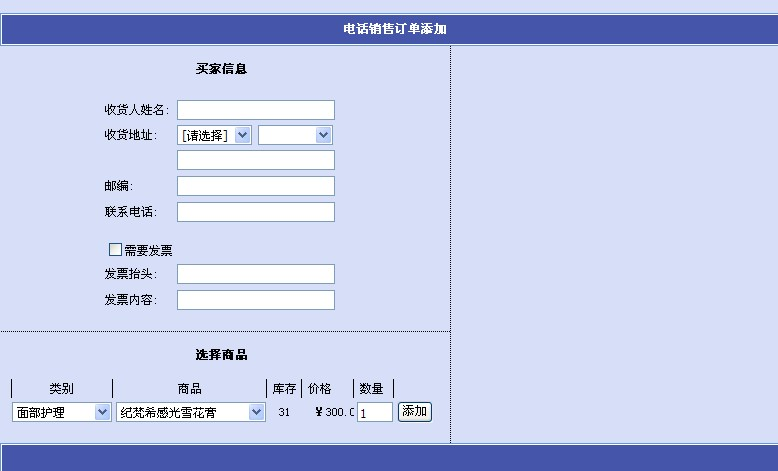 电话销售订单添加
买家信息
收货人姓名:
收货地址: [请选择]
邮编:
联系电话:
需要发票
发票抬头:
发票内容:
选择商品
类别 商品 库存 价格 数量
面部护理 纪梵希感光雪花膏 31 ￥300.0 1 添加